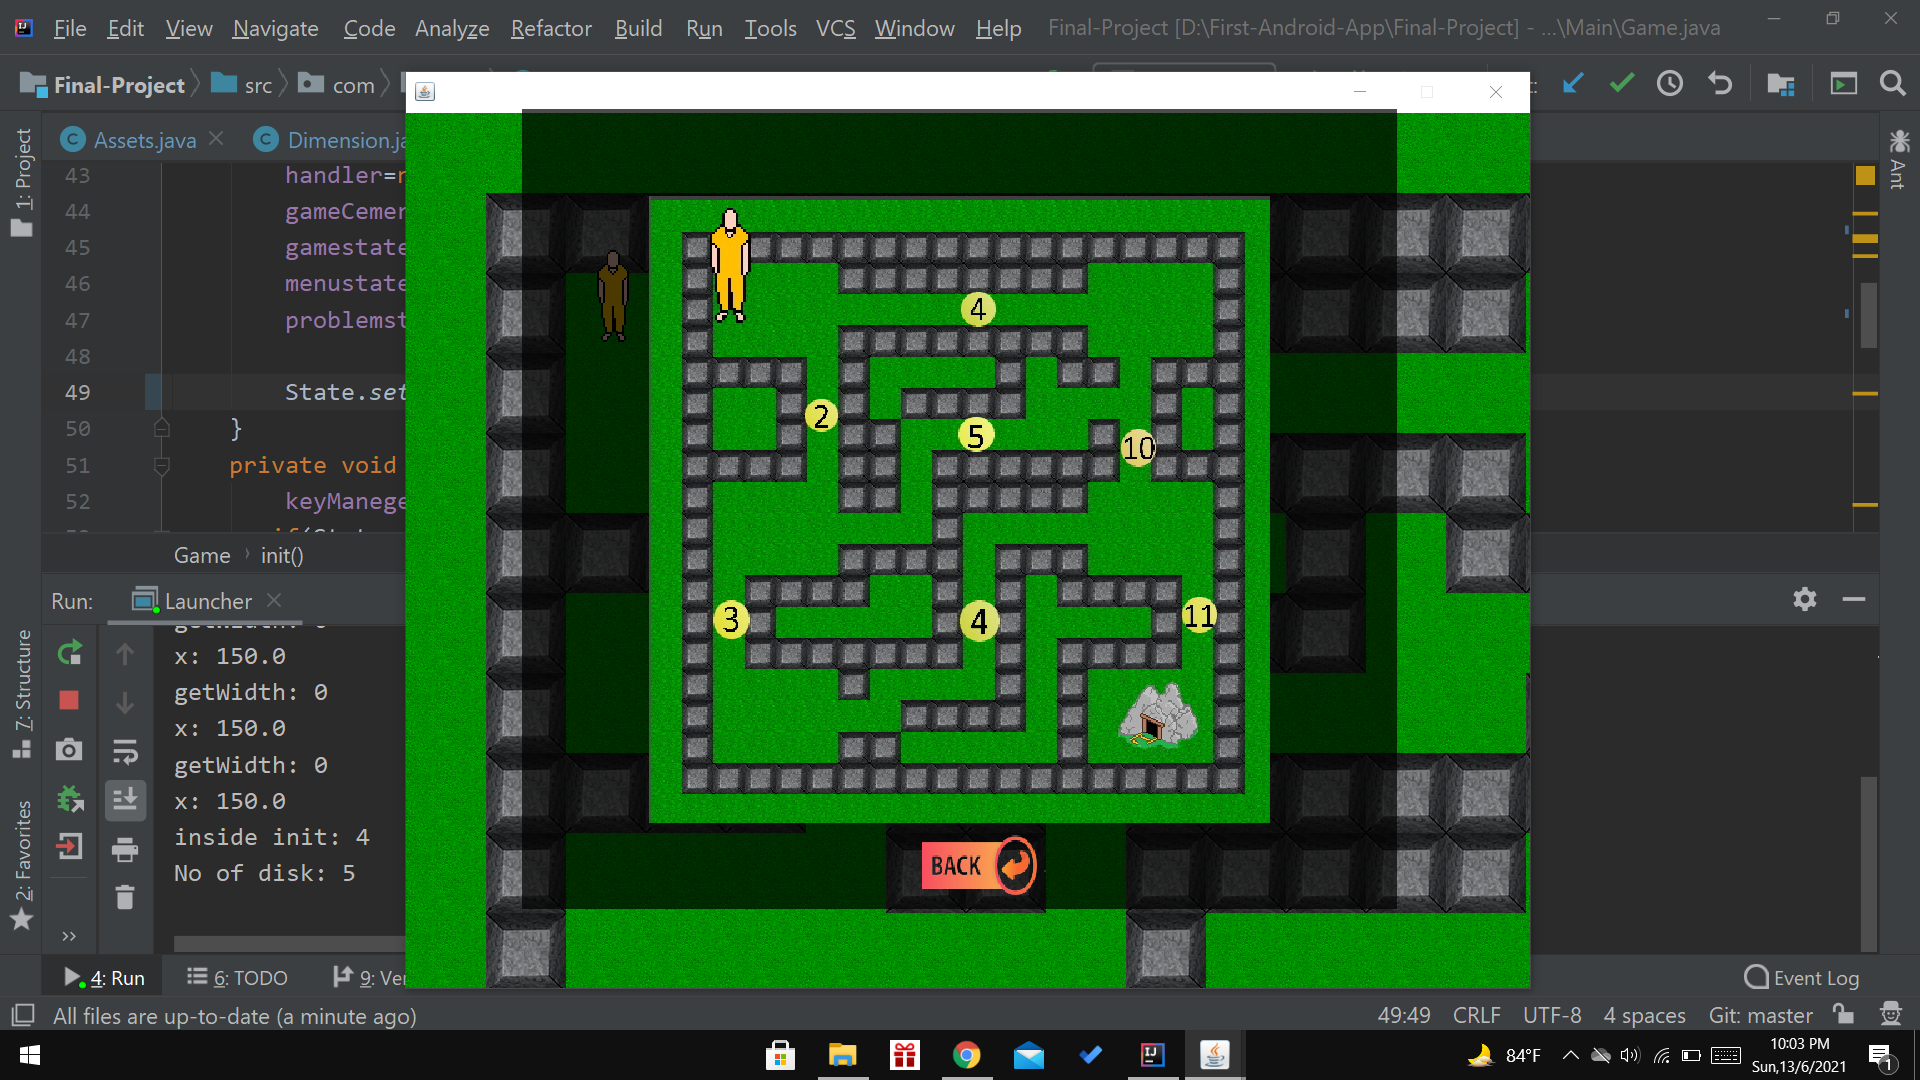 File Edit View Navigate Code Analyze Refactor Build Run Tools VCS Window Help Final-Project [D:\First-Android-App\Final-Project] - ...\Main\Game.java
Final-Project src com
Assets.java Dimension.ja
43 handler=
44 gameCemer
45 gamestate
46 menustate
47 problemst
48
49 State.set
50 }
51 private void
52 keyManege
Game init()
Run: Launcher
x: 150.0
getWidth: 0
x: 150.0
getWidth: 0
x: 150.0
inside init: 4
No of disk: 5
1: Project
7: Structure
2: Favorites
Ant
4
2
5
10
3
4
11
BACK
4: Run 6: TODO 9: Ver
Event Log
All files are up-to-date (a minute ago)
49:49 CRLF UTF-8 4 spaces Git: master
84°F
10:03 PM
Sun,13/6/2021
1